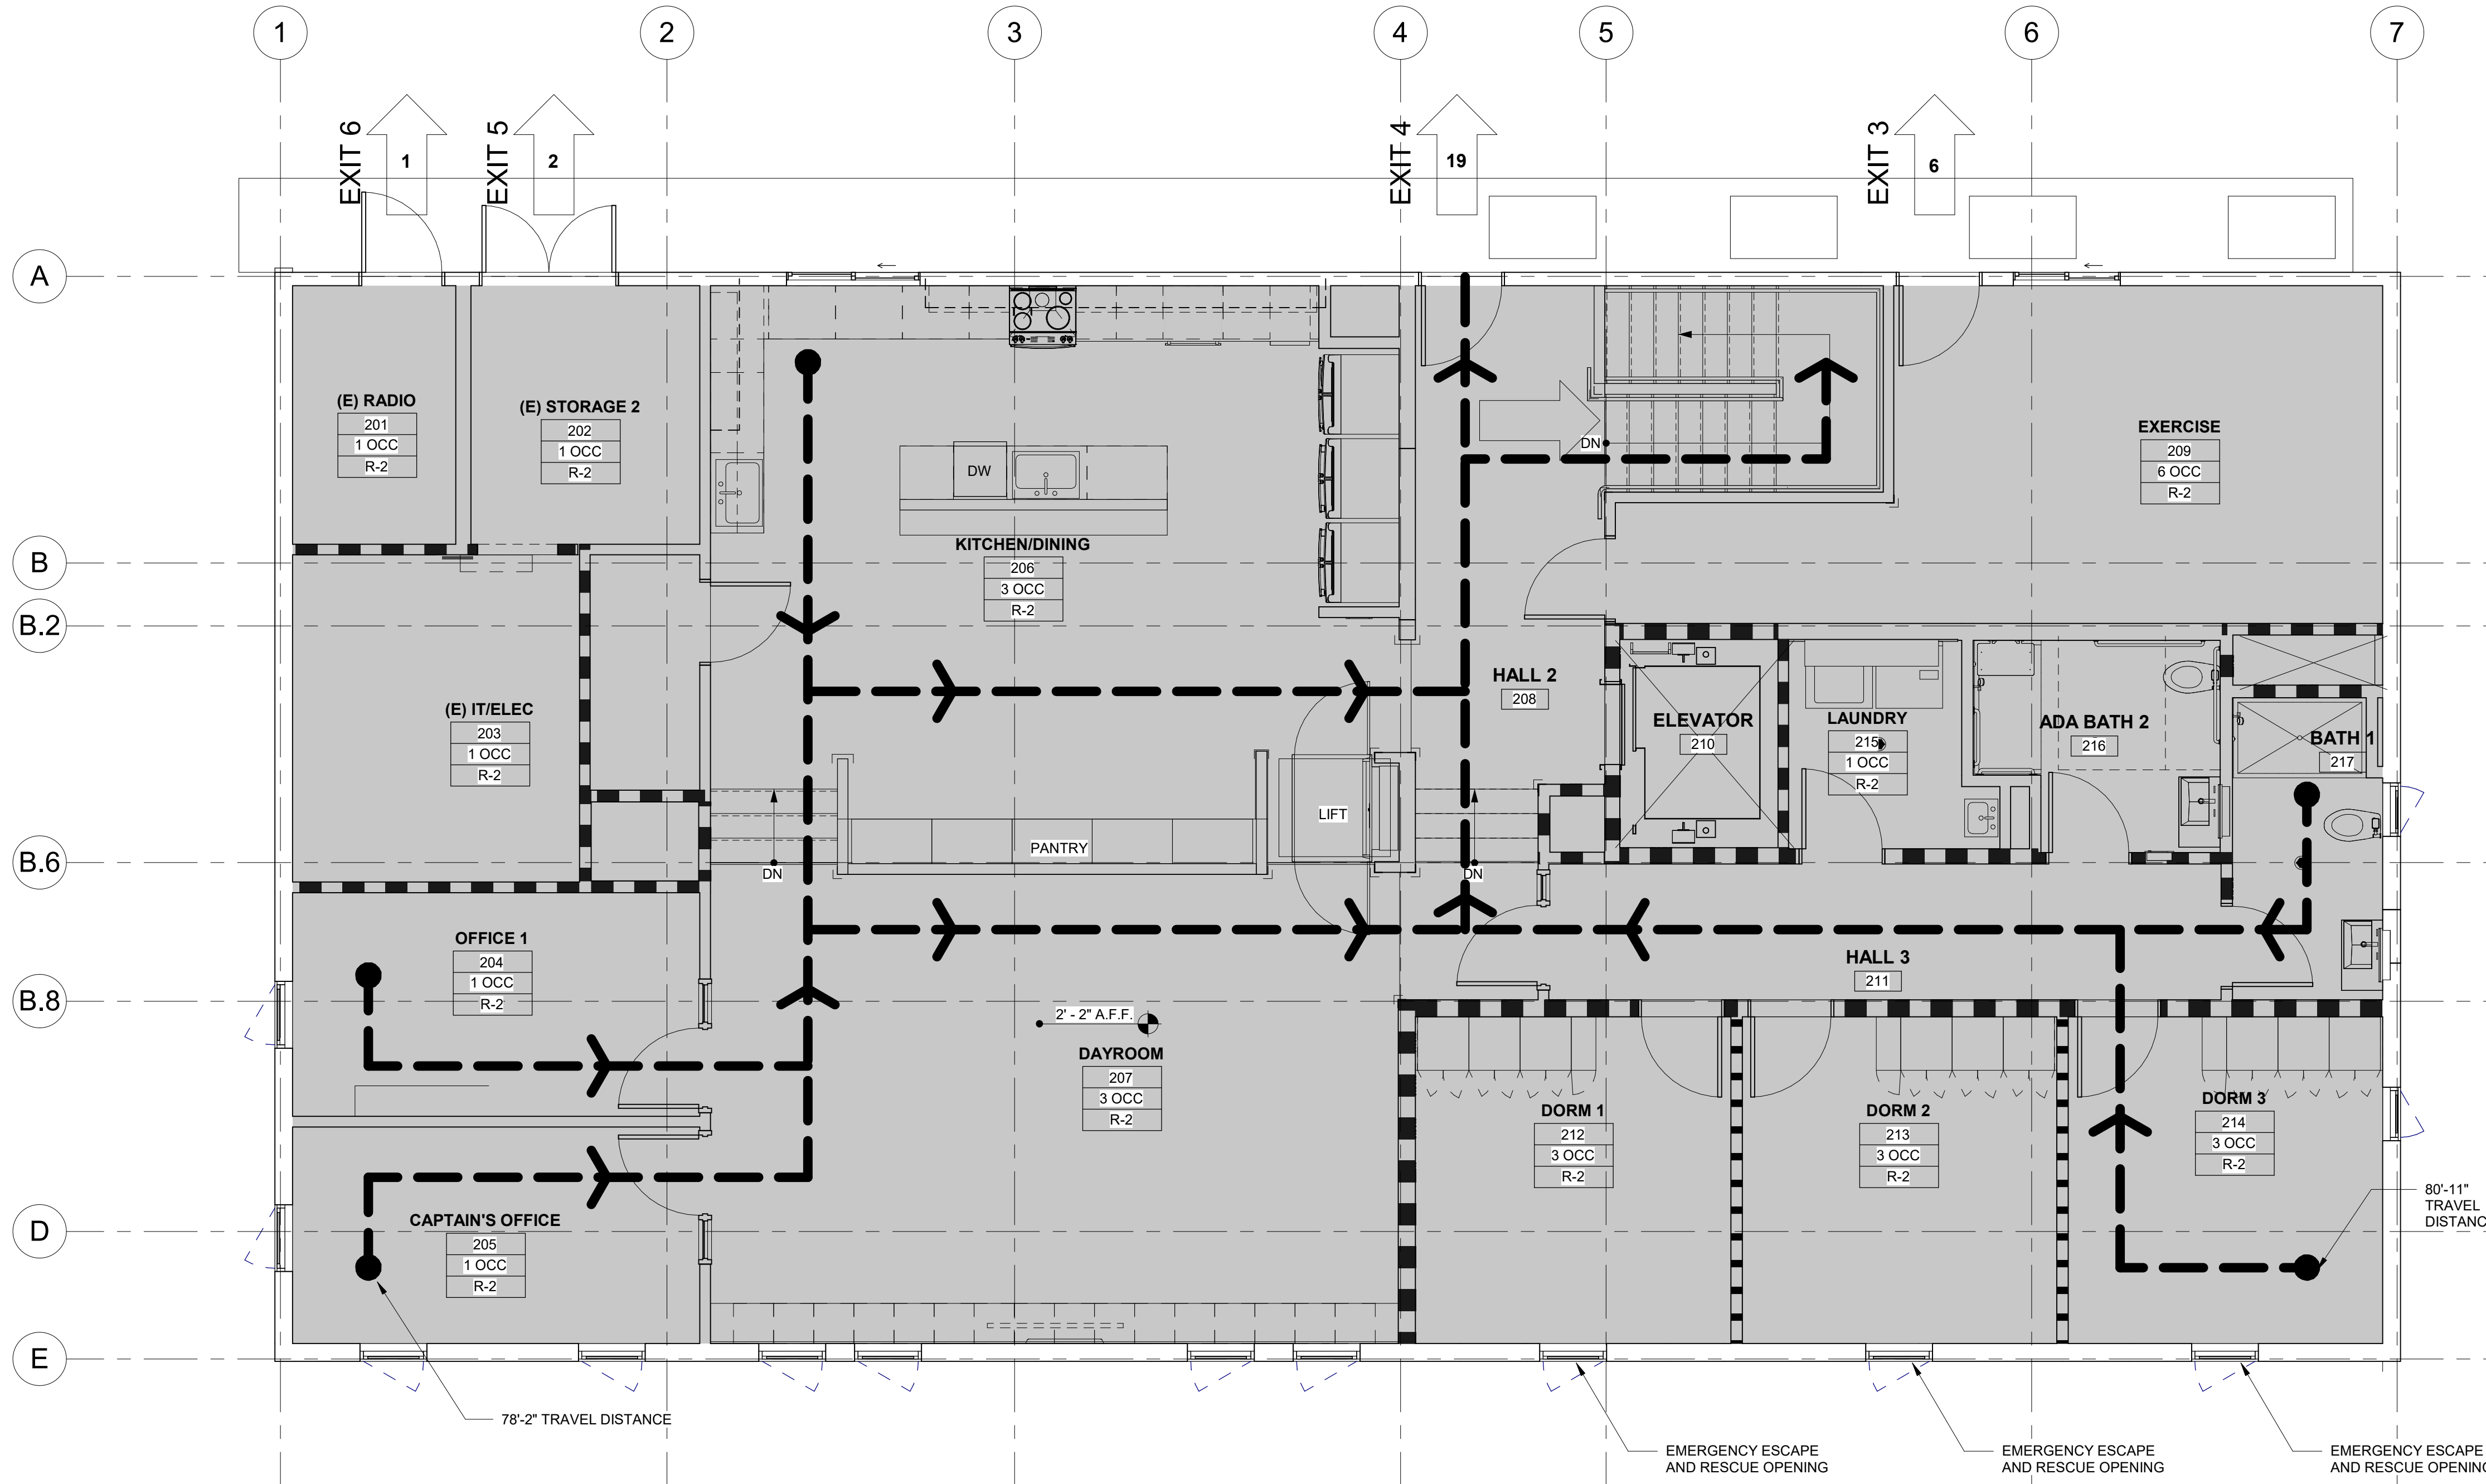 1
2
3
4
5
6
7
EXIT 6
1
EXIT 5
2
EXIT 4
19
EXIT 3
6
A
B
B.2
B.6
B.8
D
E
(E) RADIO
201
1 OCC
R-2
(E) STORAGE 2
202
1 OCC
R-2
DW
KITCHEN/DINING
206
3 OCC
R-2
DN
EXERCISE
209
6 OCC
R-2
(E) IT/ELEC
203
1 OCC
R-2
HALL 2
208
ELEVATOR
210
LAUNDRY
215
1 OCC
R-2
ADA BATH 2
216
BATH 1
217
LIFT
PANTRY
DN
DN
OFFICE 1
204
1 OCC
R-2
HALL 3
211
2' - 2" A.F.F.
DAYROOM
207
3 OCC
R-2
DORM 1
212
3 OCC
R-2
DORM 2
213
3 OCC
R-2
DORM 3
214
3 OCC
R-2
CAPTAIN'S OFFICE
205
1 OCC
R-2
80'-11"
TRAVEL
DISTANC
78'-2" TRAVEL DISTANCE
EMERGENCY ESCAPE
AND RESCUE OPENING
EMERGENCY ESCAPE
AND RESCUE OPENING
EMERGENCY ESCAPE
AND RESCUE OPENING